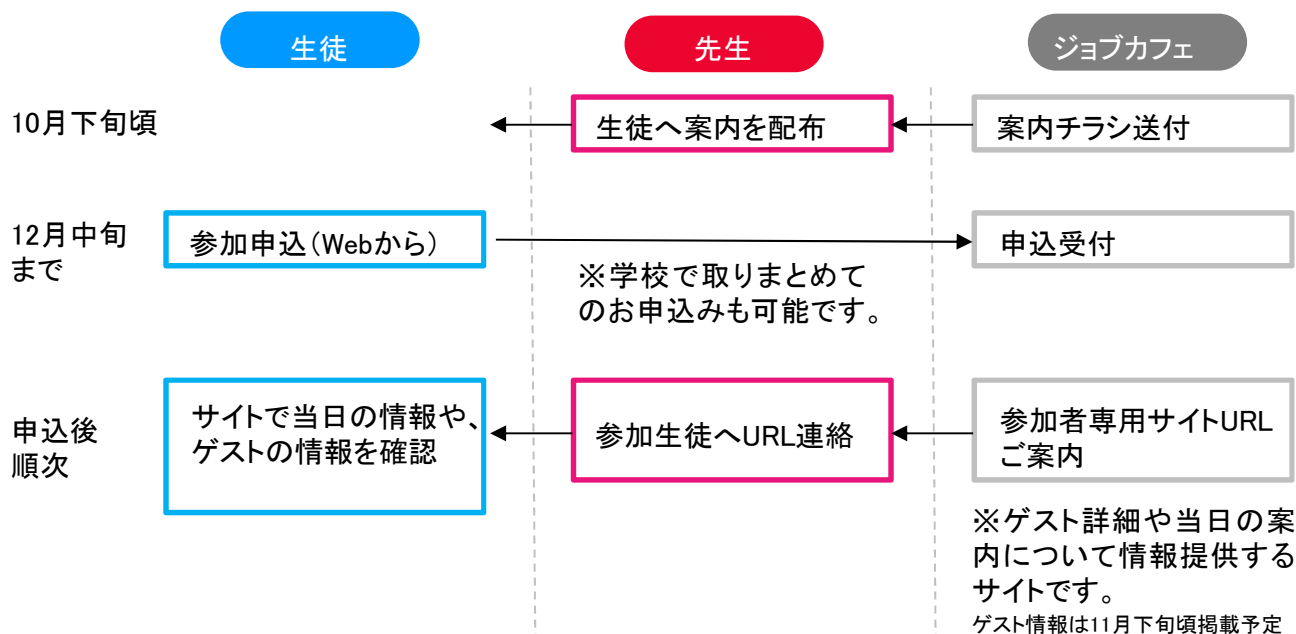 生徒
先生
ジョブカフェ
10月下旬頃
生徒へ案内を配布
案内チラシ送付
12月中旬
まで
参加申込(Webから)
申込受付
※学校で取りまとめて
のお申込みも可能です。
申込後
順次
サイトで当日の情報や、
ゲストの情報を確認
参加生徒へURL連絡
参加者専用サイトURL
ご案内
※ゲスト詳細や当日の案
内について情報提供する
サイトです。
ゲスト情報は11月下旬頃掲載予定